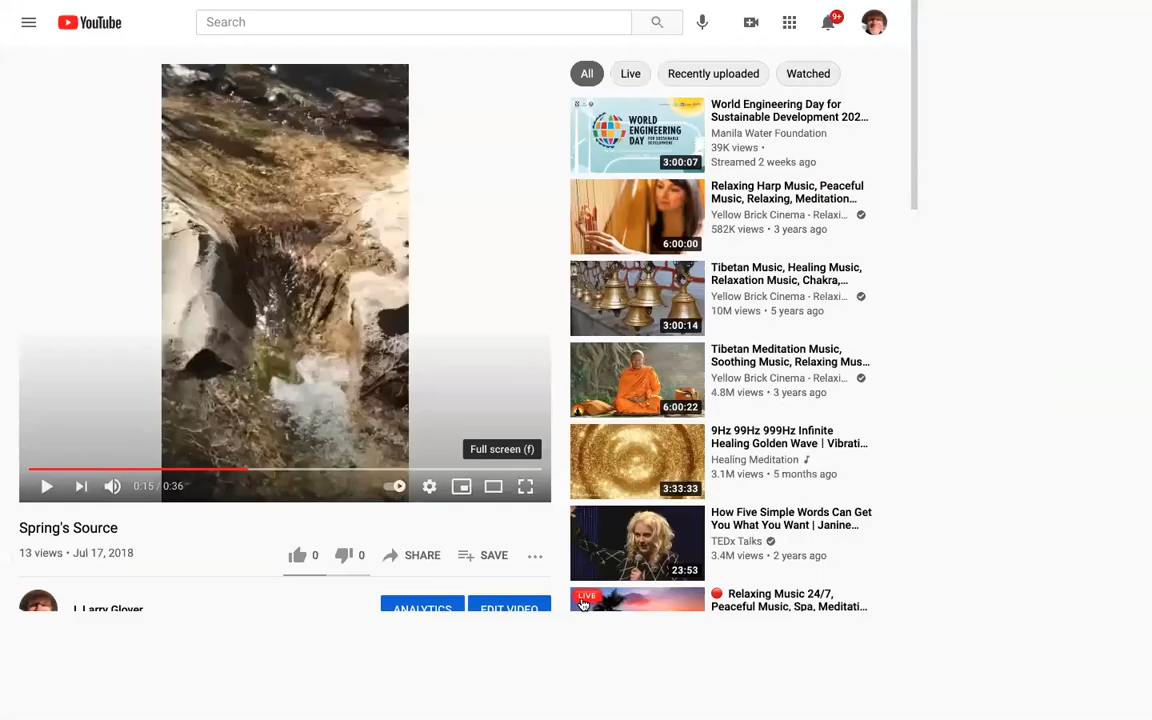 YouTube
Search
9+
All
Live
Recently uploaded
Watched
WORLD
ENGINEERING
DAY
FOR SUSTAINABLE
DEVELOPMENT
3:00:07
World Engineering Day for
Sustainable Development 202...
Manila Water Foundation
39K views •
Streamed 2 weeks ago
6:00:00
Relaxing Harp Music, Peaceful
Music, Relaxing, Meditation...
Yellow Brick Cinema - Relaxi...
582K views • 3 years ago
3:00:14
Tibetan Music, Healing Music,
Relaxation Music, Chakra,...
Yellow Brick Cinema - Relaxi...
10M views • 5 years ago
6:00:22
Tibetan Meditation Music,
Soothing Music, Relaxing Mus...
Yellow Brick Cinema - Relaxi...
4.8M views • 3 years ago
3:33:33
9Hz 99Hz 999Hz Infinite
Healing Golden Wave | Vibrati...
Healing Meditation
3.1M views • 5 months ago
23:53
How Five Simple Words Can Get
You What You Want | Janine...
TEDx Talks
3.4M views • 2 years ago
LIVE
Relaxing Music 24/7,
Peaceful Music, Spa, Meditati...
Full screen (f)
0:15 / 0:36
Spring's Source
13 views • Jul 17, 2018
0
0
SHARE
SAVE
...
J. Larry Glover
ANALYTICS
EDIT VIDEO